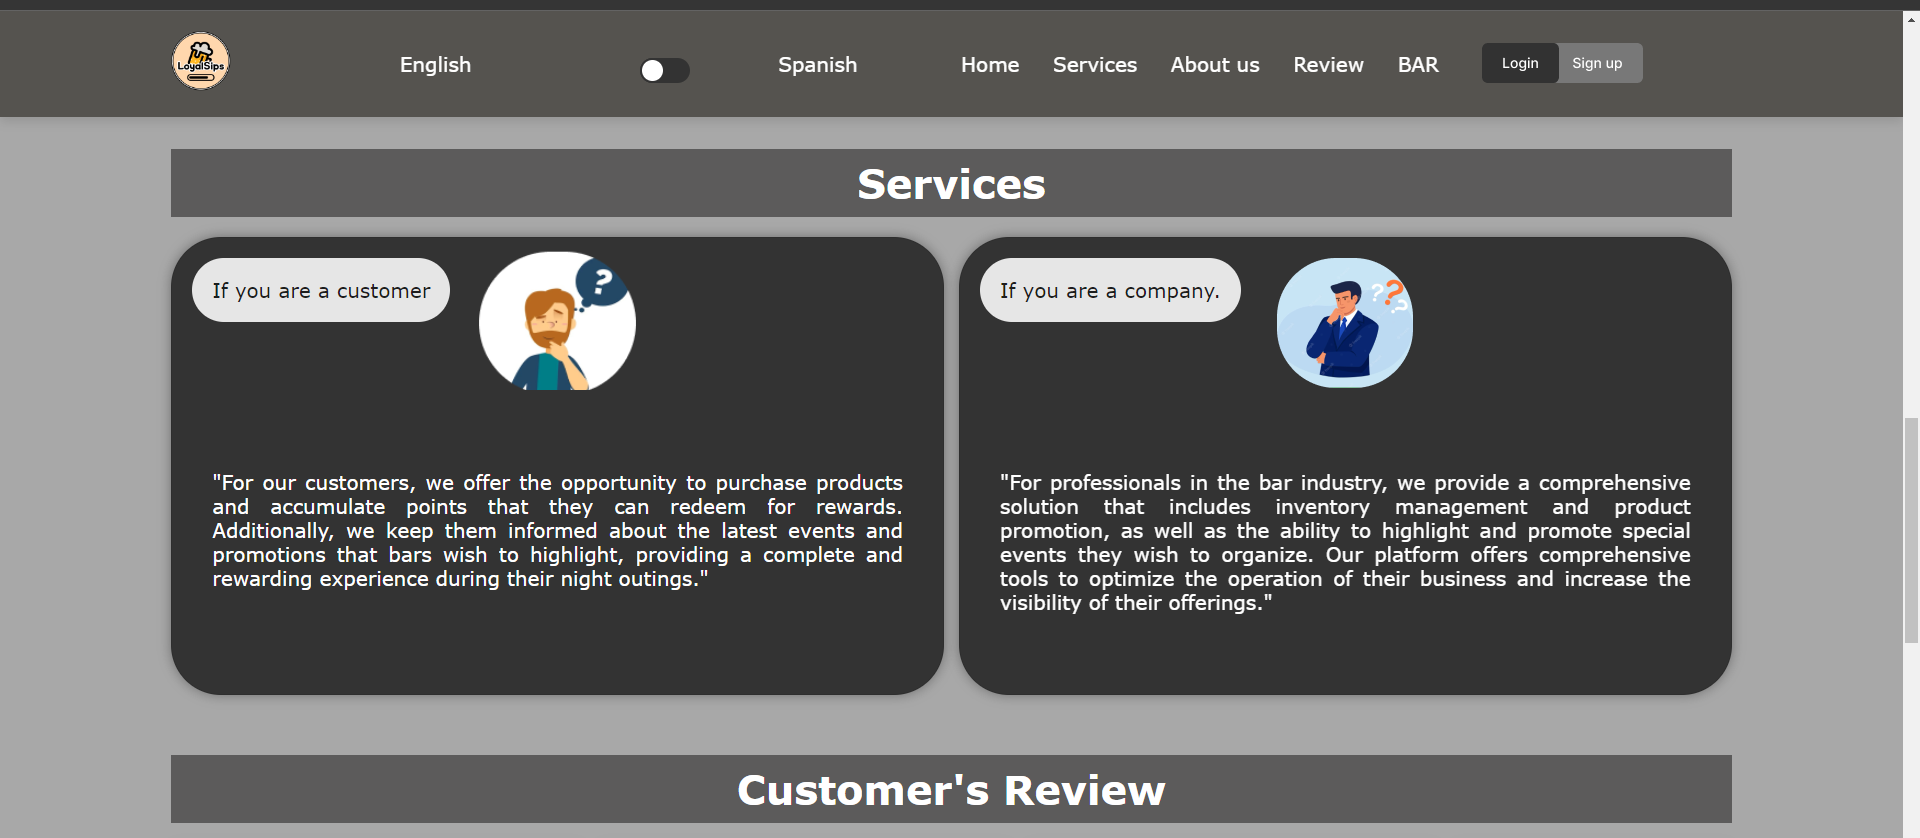 LoyalSips
English
Spanish
Home
Services
About us
Review
BAR
Login
Sign up
Services
If you are a customer
?
"For our customers, we offer the opportunity to purchase products
and accumulate points that they can redeem for rewards.
Additionally, we keep them informed about the latest events and
promotions that bars wish to highlight, providing a complete and
rewarding experience during their night outings."
If you are a company.
???
"For professionals in the bar industry, we provide a comprehensive
solution that includes inventory management and product
promotion, as well as the ability to highlight and promote special
events they wish to organize. Our platform offers comprehensive
tools to optimize the operation of their business and increase the
visibility of their offerings."
Customer's Review